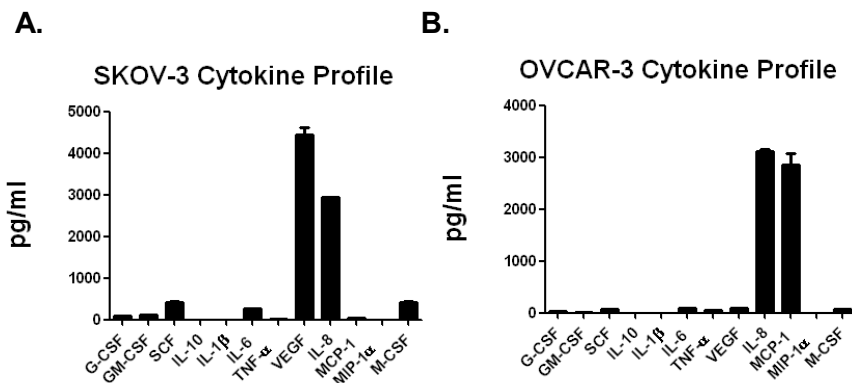 A.
SKOV-3 Cytokine Profile
5000
4000
3000
2000
1000
0
pg/ml
G-CSF
GM-CSF
SCF
IL-10
IL-1β
IL-6
TNF-α
VEGF
IL-8
MCP-1
MIP-1α
M-CSF
B.
OVCAR-3 Cytokine Profile
4000
3000
2000
1000
0
pg/ml
G-CSF
GM-CSF
SCF
IL-10
IL-1β
IL-6
TNF-α
VEGF
IL-8
MCP-1
MIP-1α
M-CSF